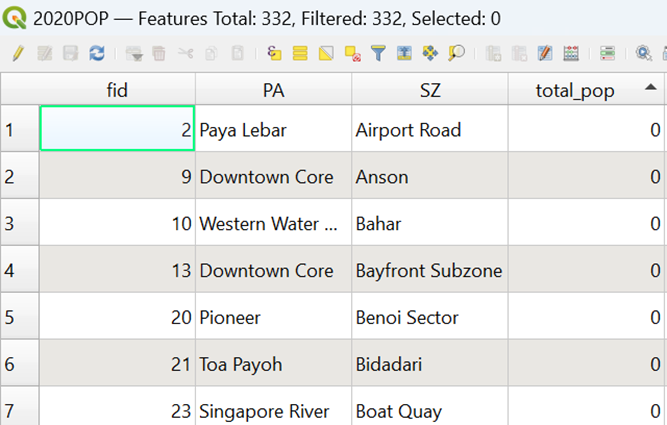 2020POP — Features Total: 332, Filtered: 332, Selected: 0
fid PA SZ total_pop
1 2 Paya Lebar Airport Road 0
2 9 Downtown Core Anson 0
3 10 Western Water ... Bahar 0
4 13 Downtown Core Bayfront Subzone 0
5 20 Pioneer Benoi Sector 0
6 21 Toa Payoh Bidadari 0
7 23 Singapore River Boat Quay 0